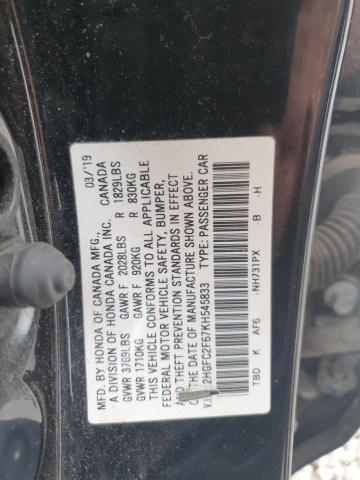 MFD. BY HONDA OF CANADA MFG., 03/'19
A DIVISION OF HONDA CANADA INC. CANADA
GVWR 3769LBS GAWR F 2028LBS R 1829LBS
GVWR 1710KG GAWR F 920KG R 830KG
THIS VEHICLE CONFORMS TO ALL APPLICABLE
FEDERAL MOTOR VEHICLE SAFETY, BUMPER,
AND THEFT PREVENTION STANDARDS IN EFFECT
ON THE DATE OF MANUFACTURE SHOWN ABOVE.
V.I.N.: 2HGFC2F67KH545833 TYPE: PASSENGER CAR
TBD K AF6 -NH731PX -B -H